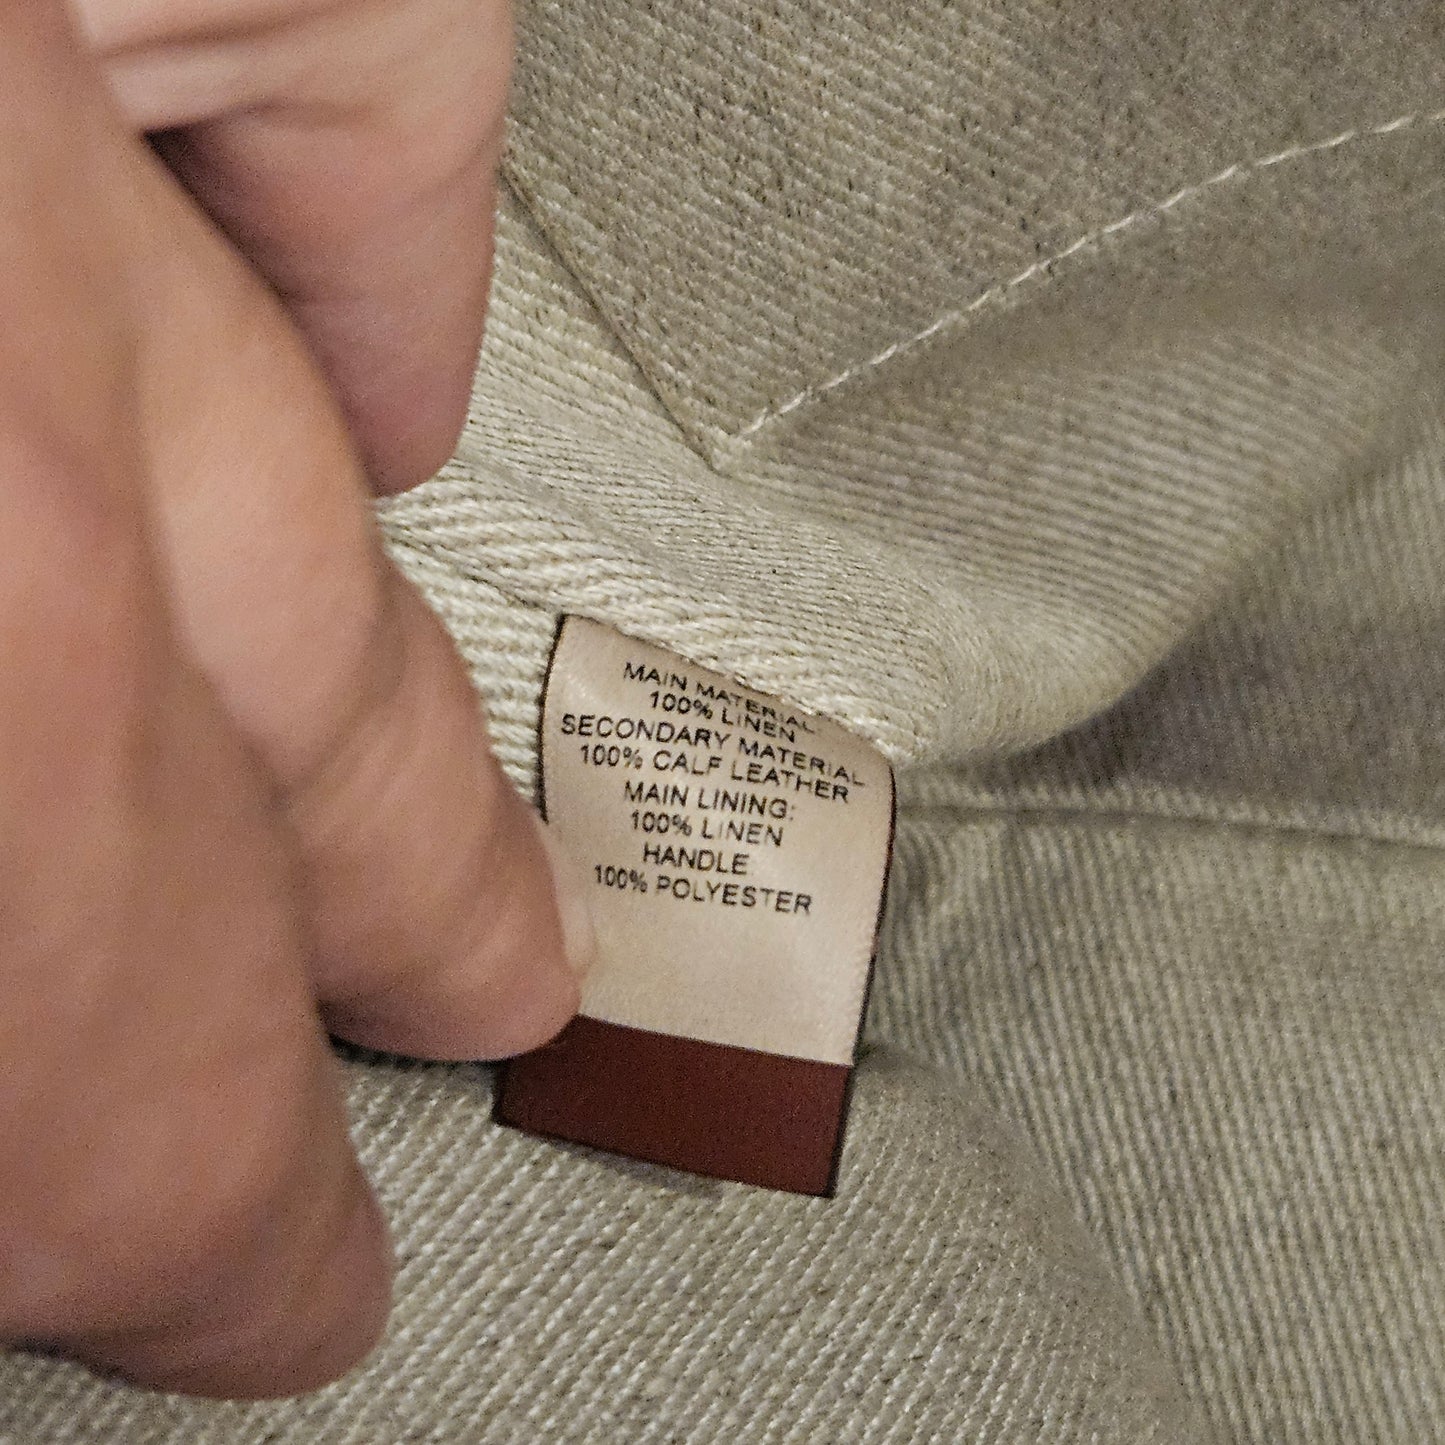 MAIN MATERIAL:
100% LINEN
SECONDARY MATERIAL
100% CALF LEATHER
MAIN LINING:
100% LINEN
HANDLE
100% POLYESTER